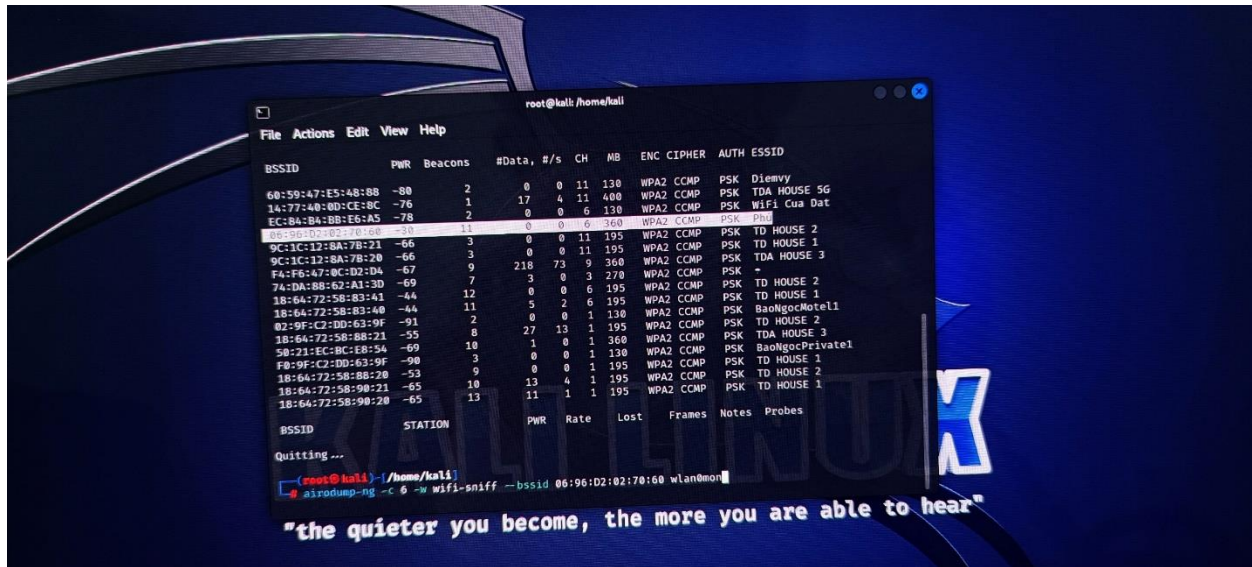 root@kali: /home/kali
File Actions Edit View Help
BSSID PWR Beacons #Data, #/s CH MB ENC CIPHER AUTH ESSID
60:59:47:E5:48:88 -80 2 0 0 11 130 WPA2 CCMP PSK Diemvy
14:77:40:0D:CE:8C -76 1 17 4 11 400 WPA2 CCMP PSK TDA HOUSE 5G
EC:84:B4:BB:E6:A5 -78 2 0 0 6 130 WPA2 CCMP PSK WiFi Cua Dat
06:96:D2:02:70:60 -30 11 0 0 6 360 WPA2 CCMP PSK Phú
9C:1C:12:8A:7B:21 -66 3 0 0 11 195 WPA2 CCMP PSK TD HOUSE 2
9C:1C:12:8A:7B:20 -66 3 0 0 11 195 WPA2 CCMP PSK TD HOUSE 1
F4:F6:47:0C:D2:D4 -67 9 218 73 9 360 WPA2 CCMP PSK TDA HOUSE 3
74:DA:88:62:A1:3D -69 7 3 0 3 270 WPA2 CCMP PSK
18:64:72:58:83:41 -44 12 0 0 6 195 WPA2 CCMP PSK TD HOUSE 2
18:64:72:58:83:40 -44 11 5 2 6 195 WPA2 CCMP PSK TD HOUSE 1
02:9F:C2:DD:63:9F -91 2 0 0 1 130 WPA2 CCMP PSK BaoNgocMotel1
18:64:72:58:88:21 -55 8 27 13 1 195 WPA2 CCMP PSK TD HOUSE 2
50:21:EC:BC:E8:54 -69 10 1 0 1 360 WPA2 CCMP PSK TDA HOUSE 3
F0:9F:C2:DD:63:9F -90 3 0 0 1 130 WPA2 CCMP PSK BaoNgocPrivate1
18:64:72:58:88:20 -53 9 0 0 1 195 WPA2 CCMP PSK TD HOUSE 1
18:64:72:58:90:21 -65 10 13 4 1 195 WPA2 CCMP PSK TD HOUSE 2
18:64:72:58:90:20 -65 13 11 1 1 195 WPA2 CCMP PSK TD HOUSE 1
BSSID STATION PWR Rate Lost Frames Notes Probes
Quitting...
(root㉿kali)-[/home/kali]
# airodump-ng -c 6 -w wifi-sniff --bssid 06:96:D2:02:70:60 wlan0mon
KALI LINUX
"the quieter you become, the more you are able to hear"